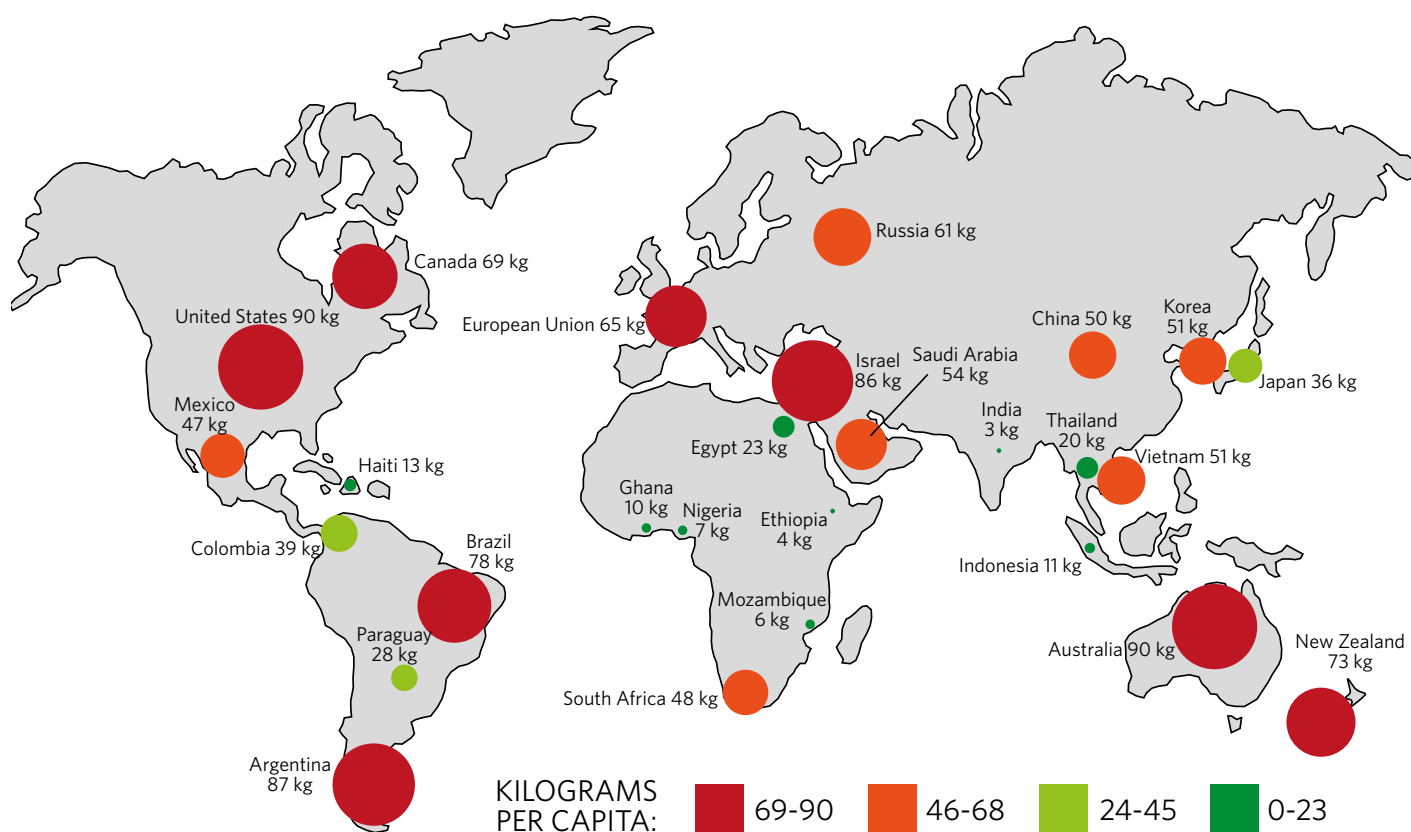 Russia 61 kg
Canada 69 kg
United States 90 kg
European Union 65 kg
China 50 kg
Korea
51 kg
Israel
86 kg
Saudi Arabia
54 kg
Japan 36 kg
Mexico
47 kg
Haiti 13 kg
Egypt 23 kg
India
3 kg
Thailand
20 kg
Vietnam 51 kg
Ghana
10 kg
Nigeria
7 kg
Ethiopia
4 kg
Colombia 39 kg
Brazil
78 kg
Indonesia 11 kg
Mozambique
6 kg
Paraguay
28 kg
Australia 90 kg
New Zealand
73 kg
South Africa 48 kg
Argentina
87 kg
KILOGRAMS
PER CAPITA:
69-90
46-68
24-45
0-23